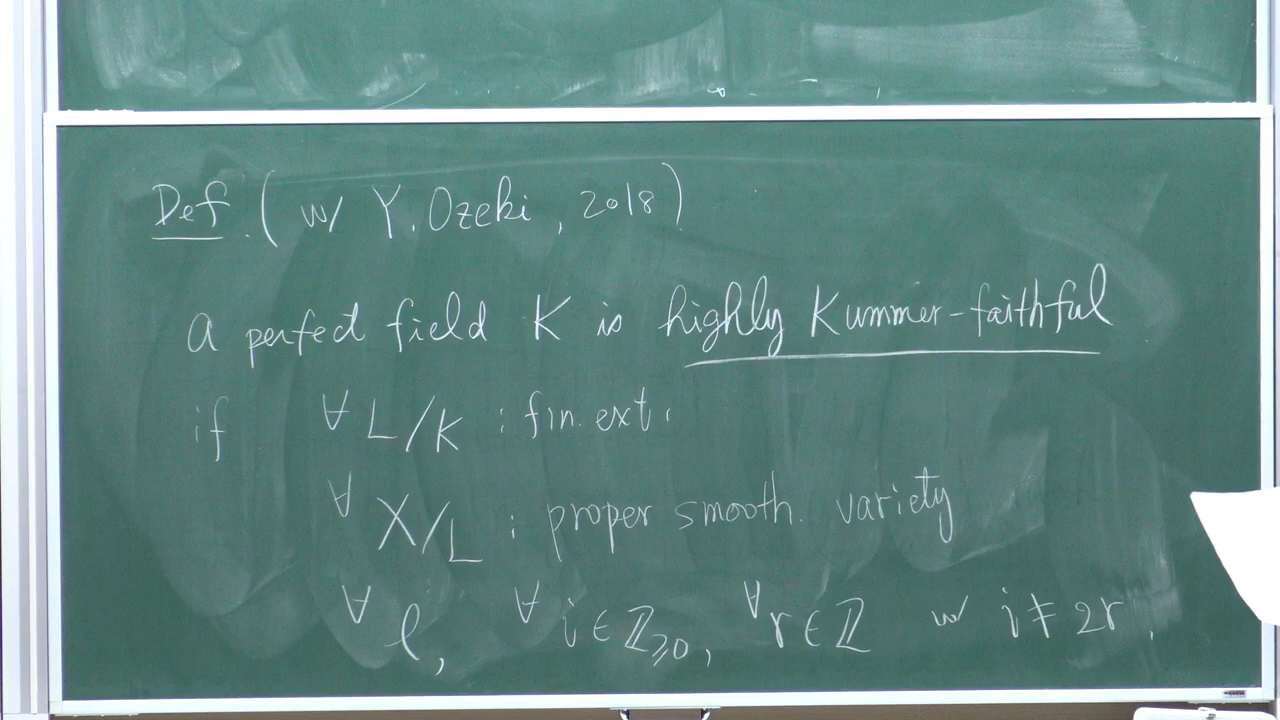 Def. (w/ Y. Ozeki, 2018)
A perfect field K is highly Kummer-faithful
if ∀ L/K : fin. ext.
∀ X/L : proper smooth. variety
∀ ℓ, ∀ i ∈ ℤ≥0, ∀ r ∈ ℤ w/ i ≠ 2r,